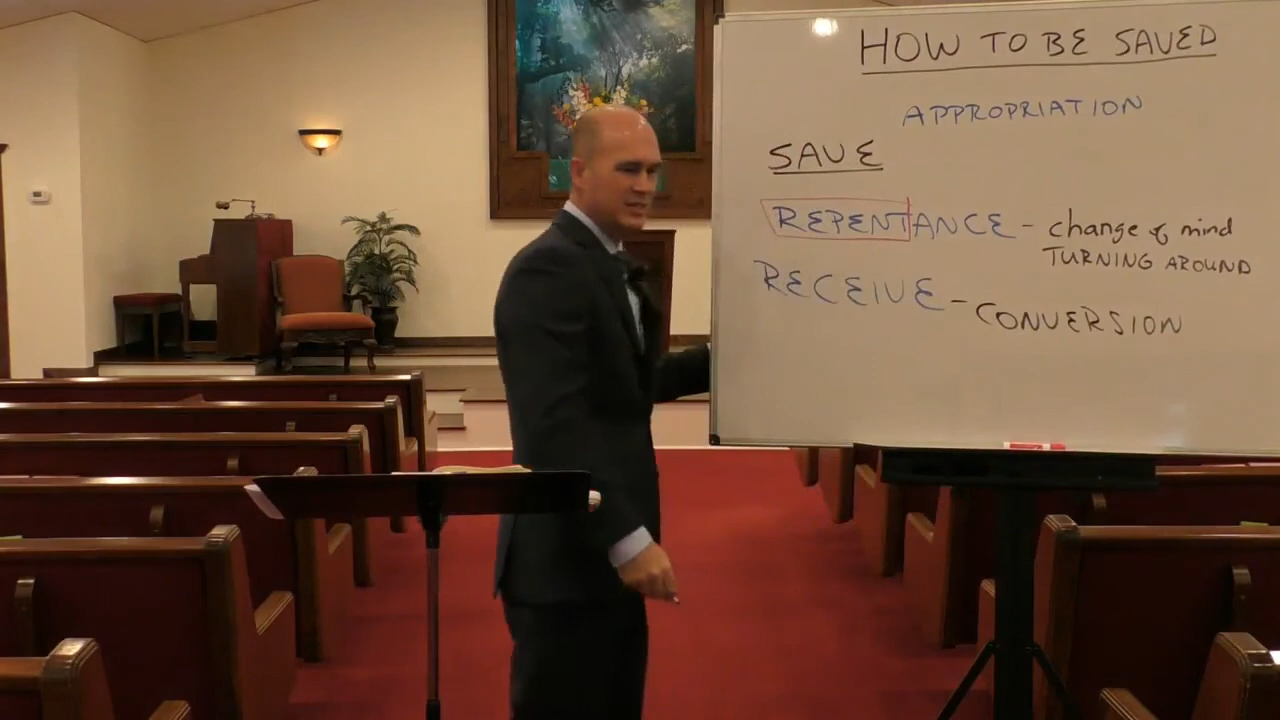 HOW TO BE SAVED
APPROPRIATION
SAVE
REPENTANCE - change of mind
TURNING AROUND
RECEIVE - CONVERSION